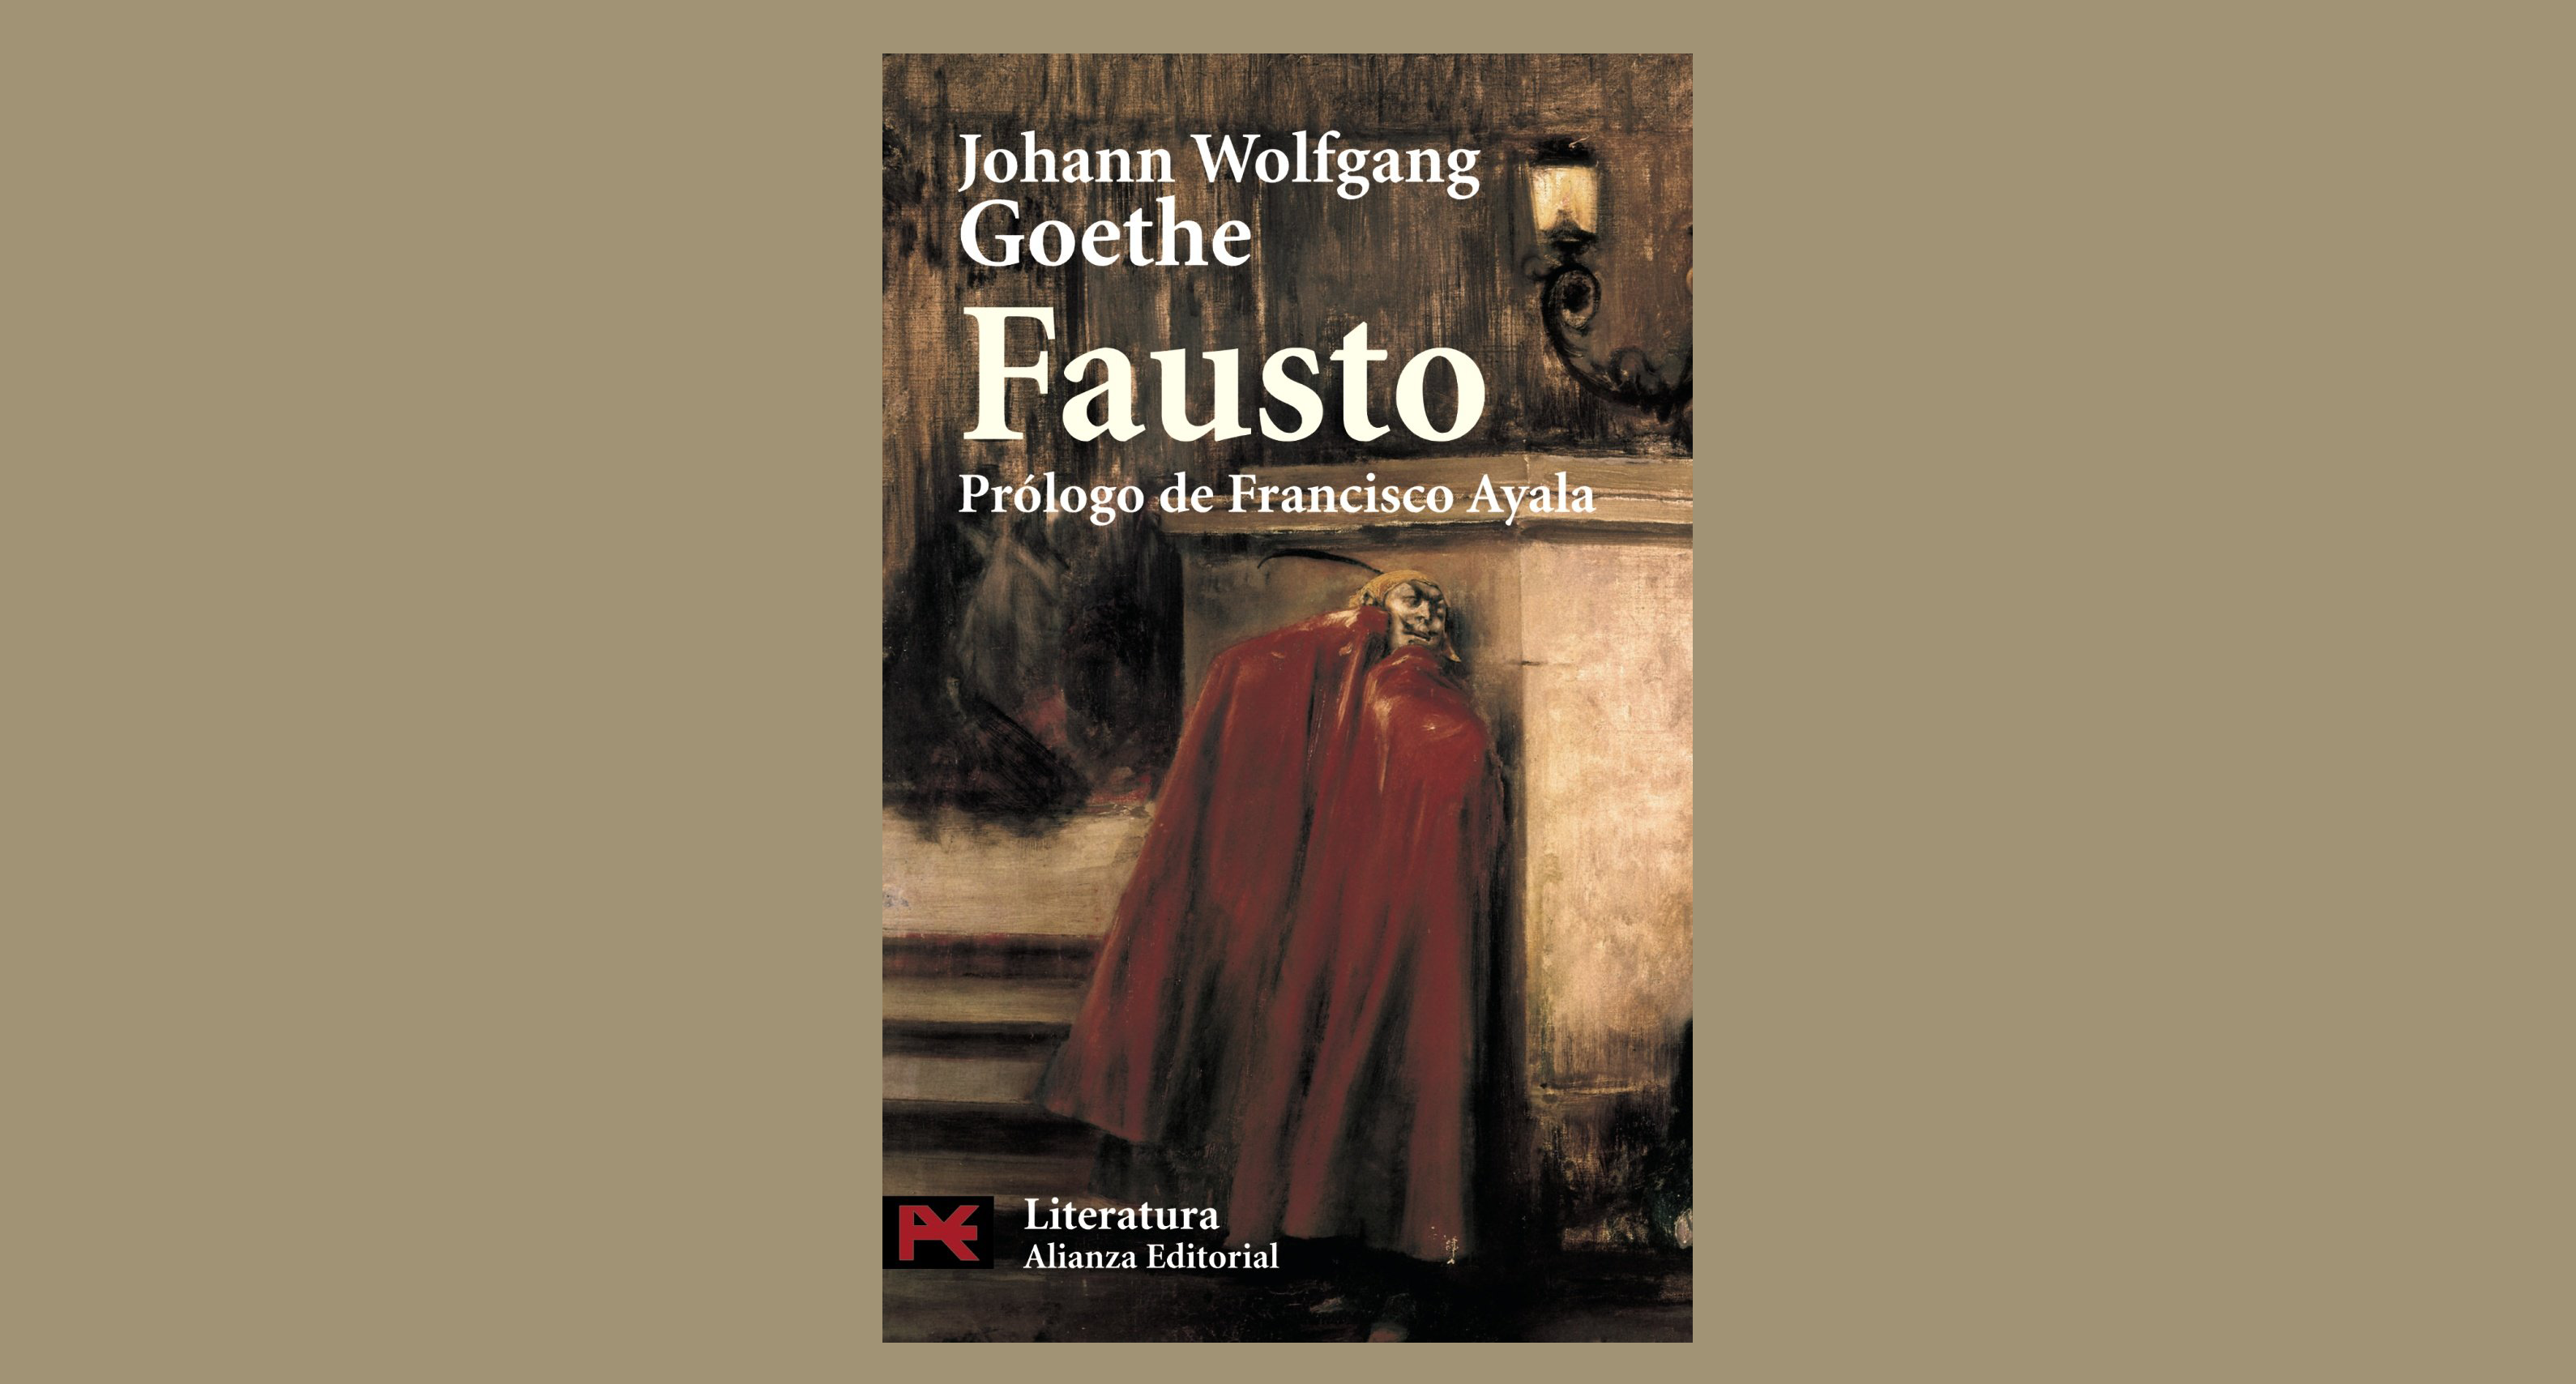 Johann Wolfgang
Goethe
Fausto
Prólogo de Francisco Ayala
Literatura
Alianza Editorial